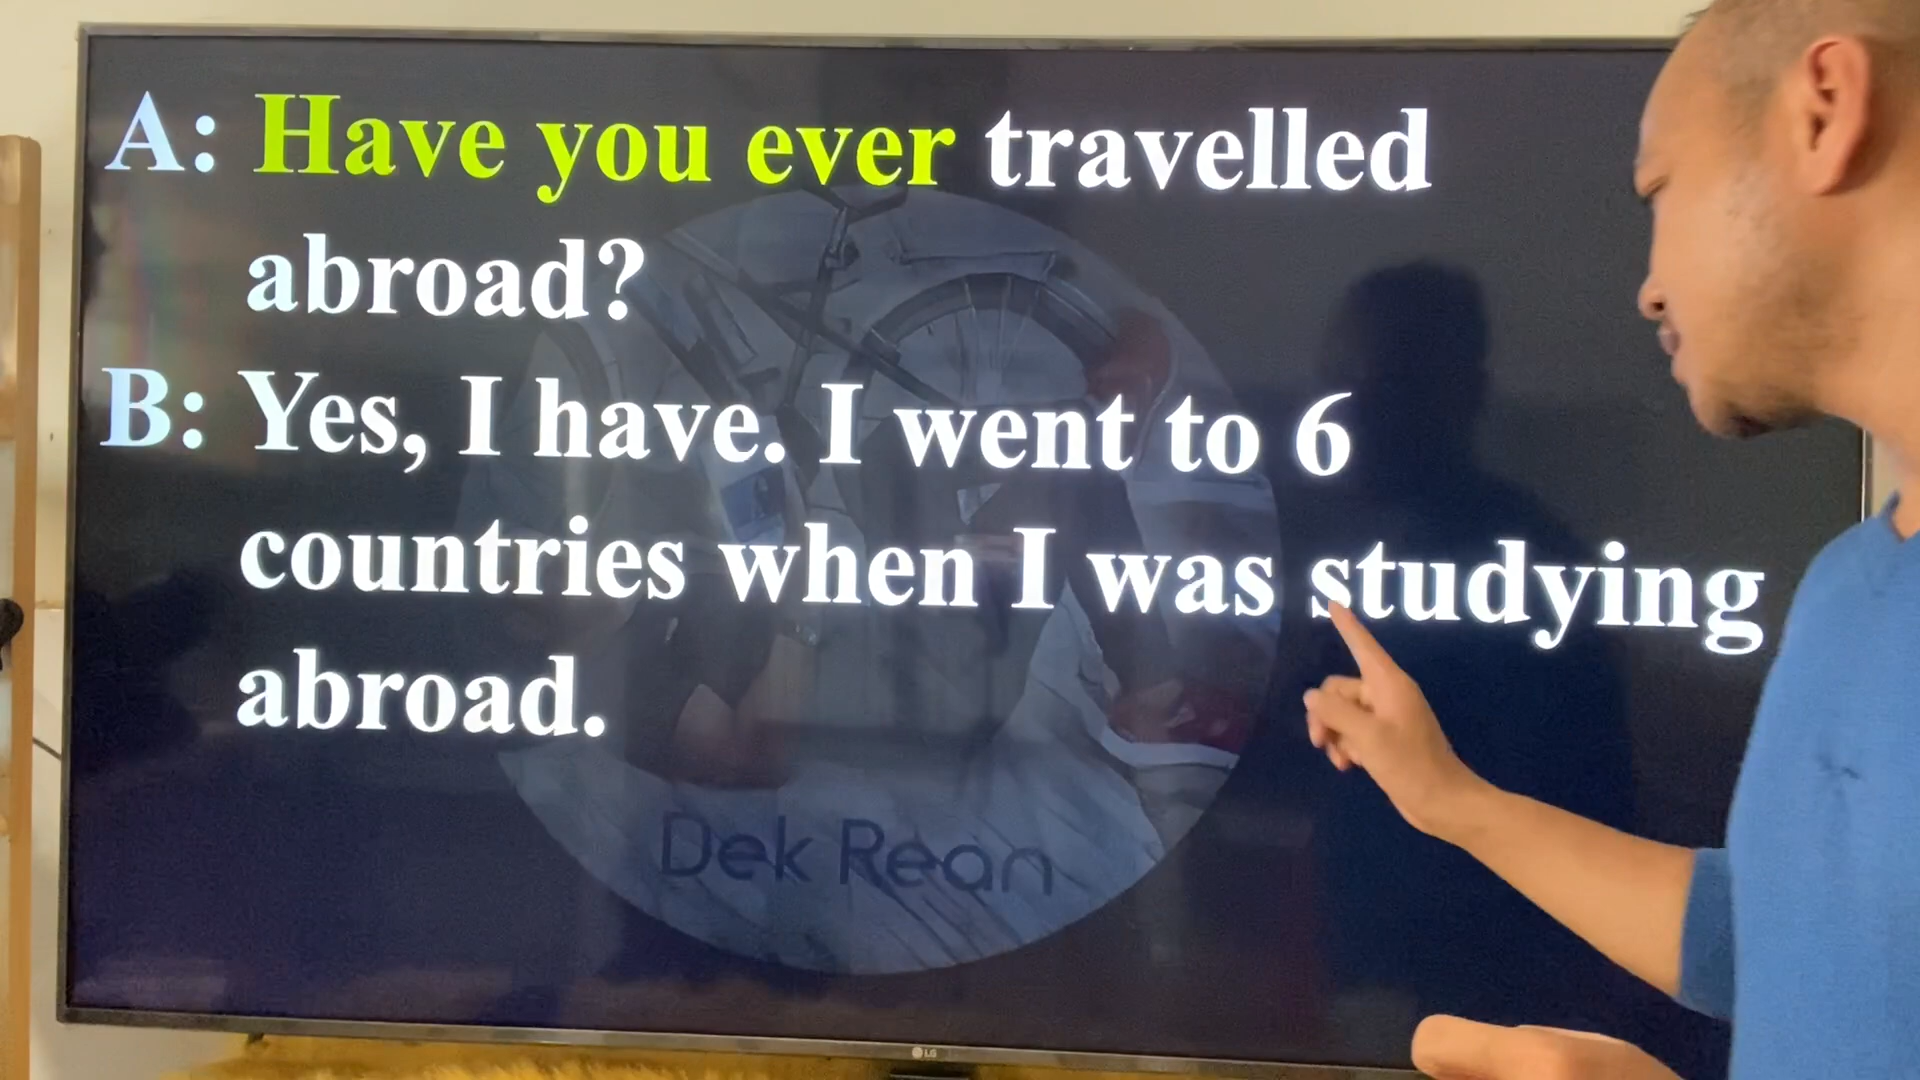 A: Have you ever travelled
abroad?
B: Yes, I have. I went to 6
countries when I was studying
abroad.
Dek Rean
LG